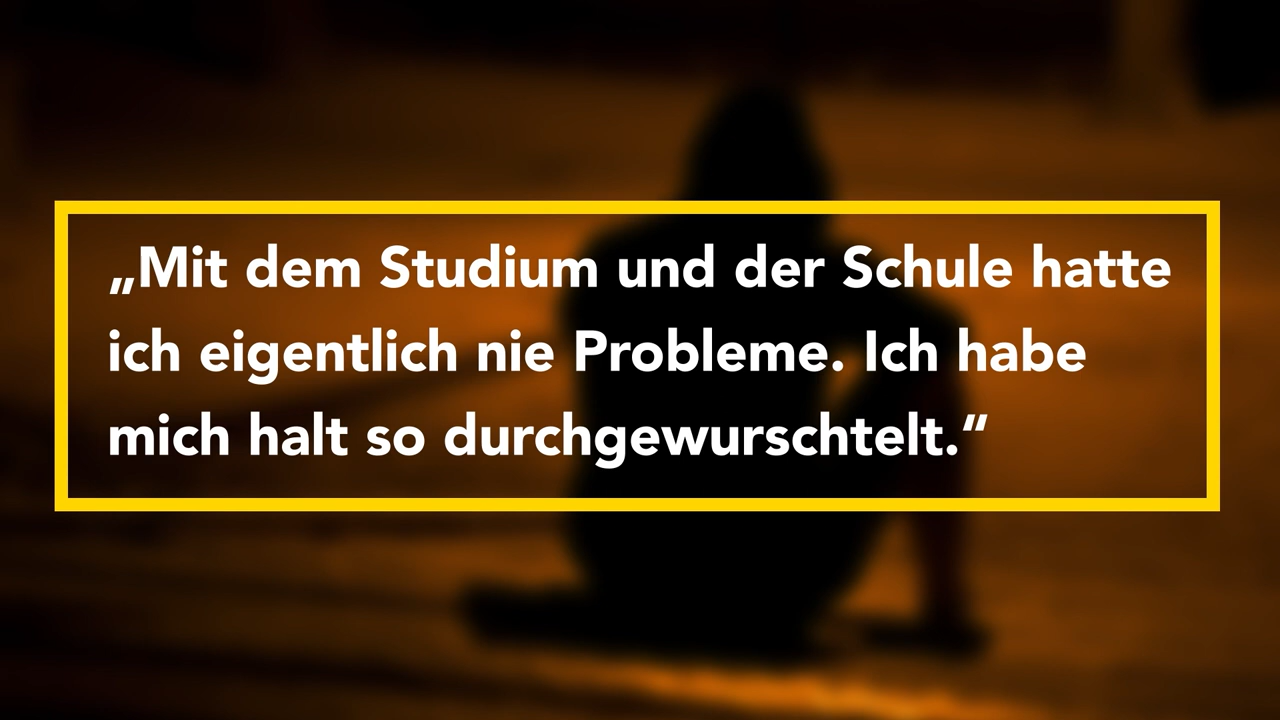 „Mit dem Studium und der Schule hatte
ich eigentlich nie Probleme. Ich habe
mich halt so durchgewurschtelt.“